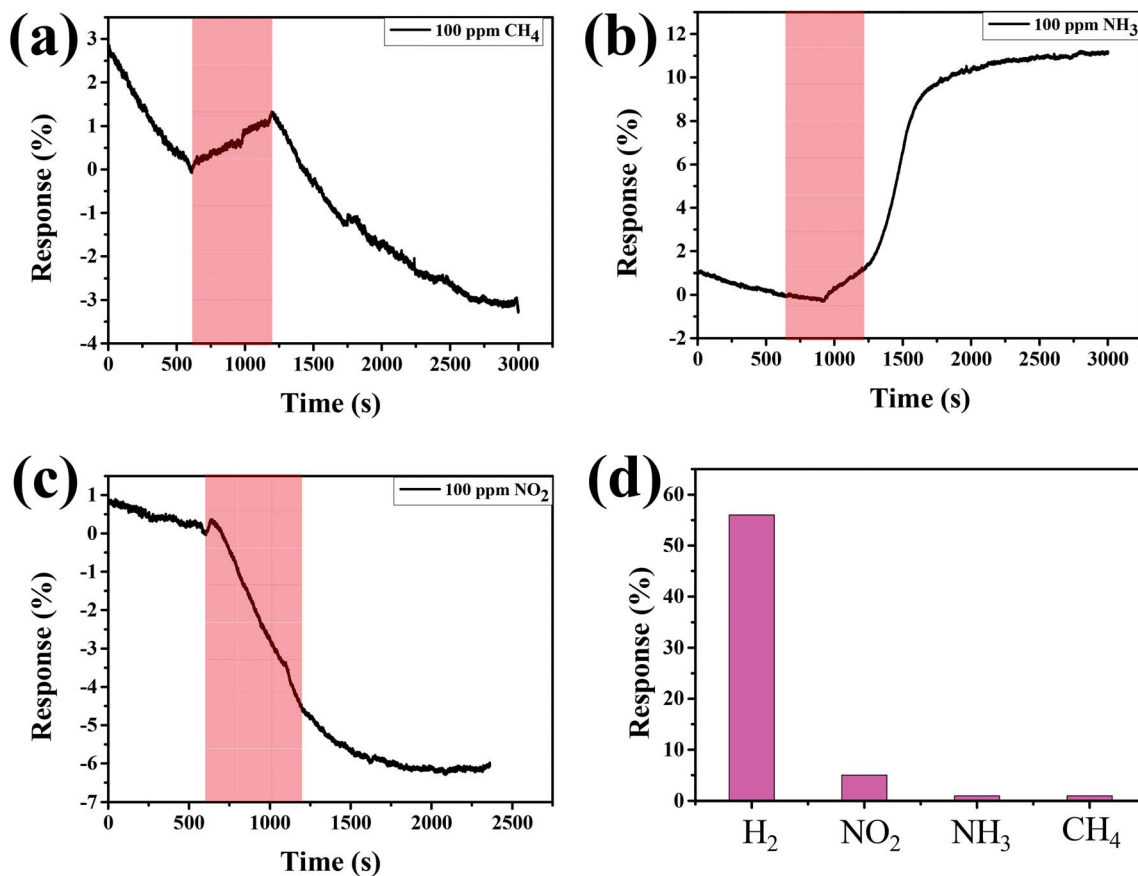 (a)
100 ppm CH₄
Response (%)
3
2
1
0
-1
-2
-3
-4
0 500 1000 1500 2000 2500 3000
Time (s)
(b)
100 ppm NH₃
Response (%)
12
10
8
6
4
2
0
-2
0 500 1000 1500 2000 2500 3000
Time (s)
(c)
100 ppm NO₂
Response (%)
1
0
-1
-2
-3
-4
-5
-6
-7
0 500 1000 1500 2000 2500
Time (s)
(d)
Response (%)
60
50
40
30
20
10
0
H₂ NO₂ NH₃ CH₄